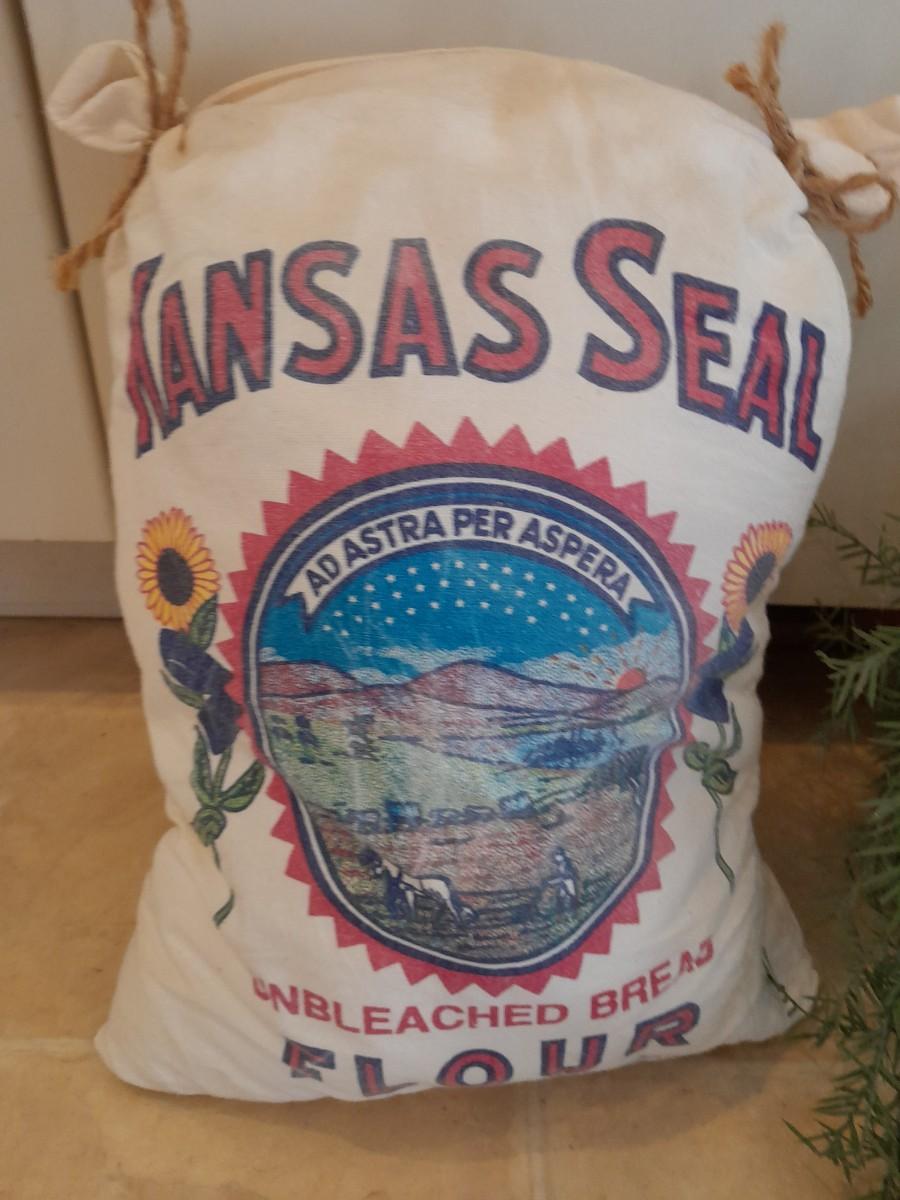 KANSAS SEAL
AD ASTRA PER ASPERA
UNBLEACHED BREAD
FLOUR